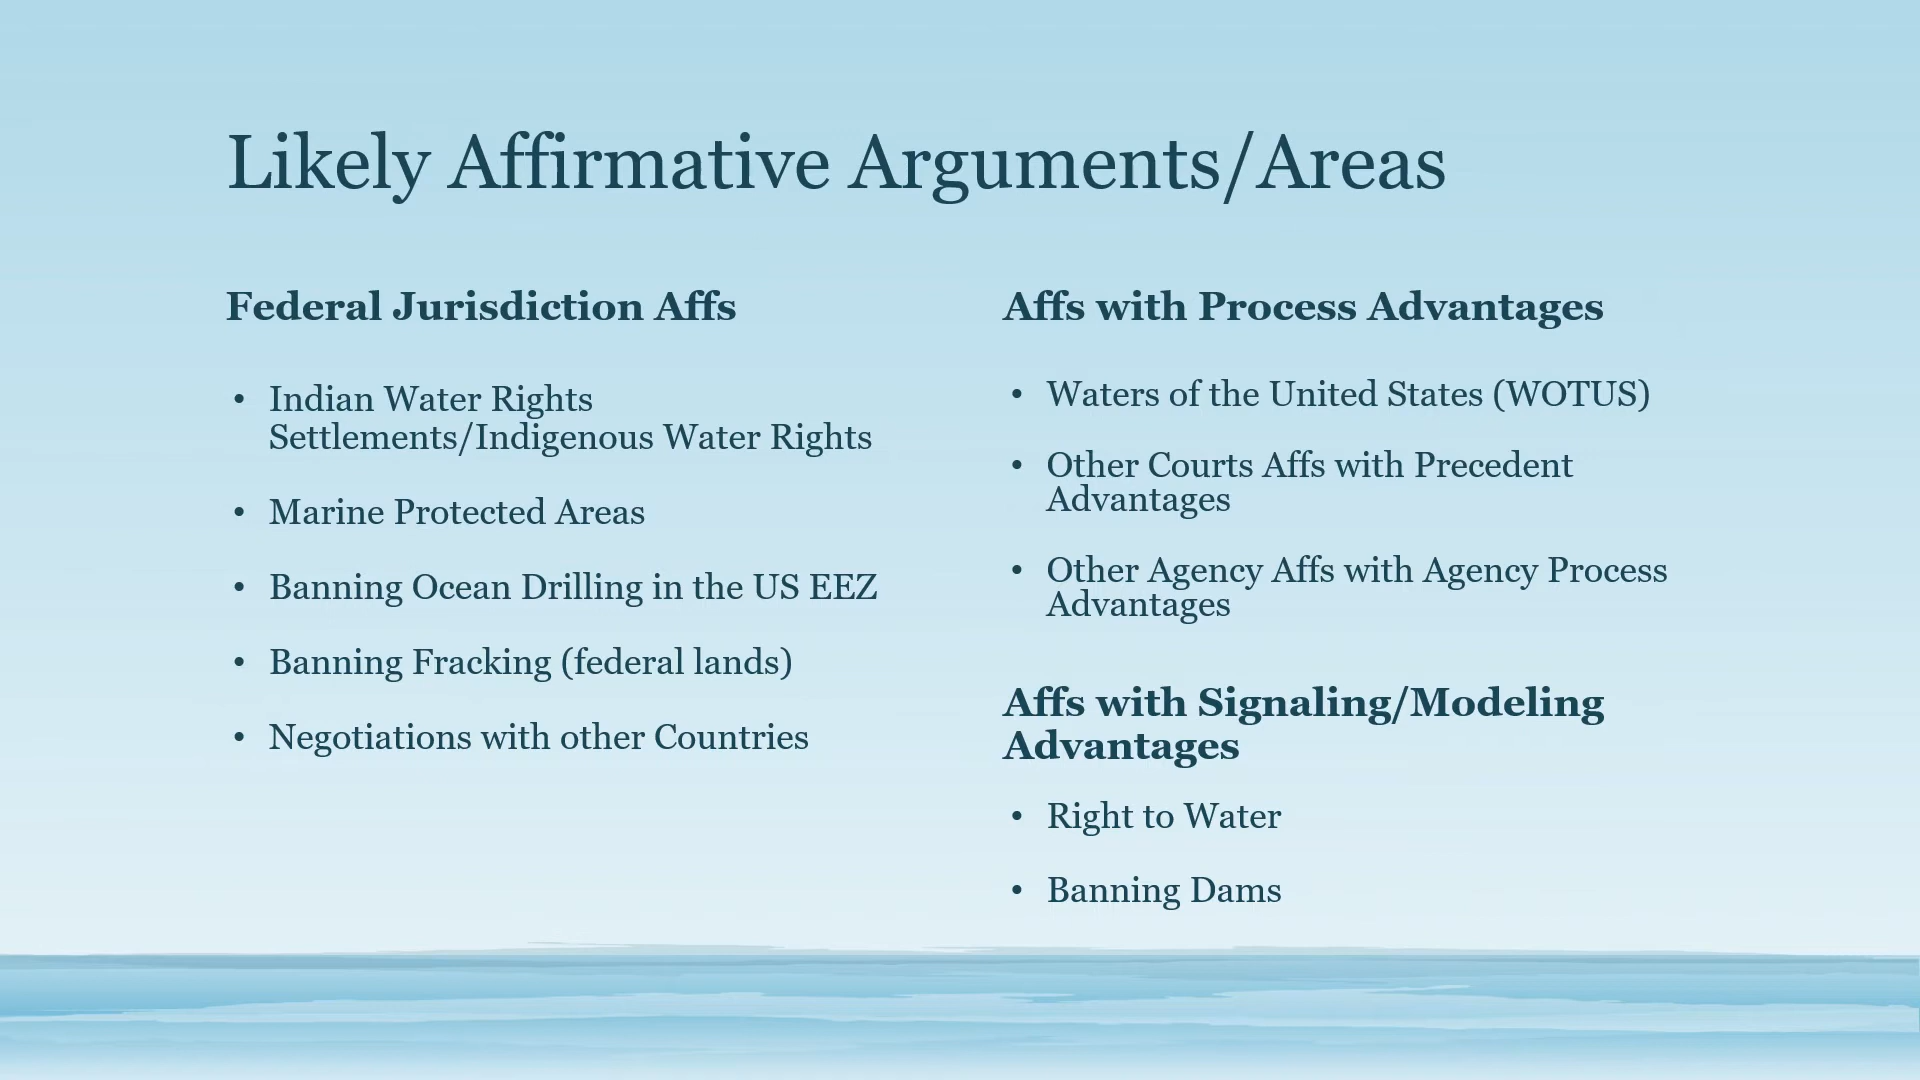 Likely Affirmative Arguments/Areas
Federal Jurisdiction Affs
• Indian Water Rights
Settlements/Indigenous Water Rights
• Marine Protected Areas
• Banning Ocean Drilling in the US EEZ
• Banning Fracking (federal lands)
• Negotiations with other Countries
Affs with Process Advantages
• Waters of the United States (WOTUS)
• Other Courts Affs with Precedent
Advantages
• Other Agency Affs with Agency Process
Advantages
Affs with Signaling/Modeling
Advantages
• Right to Water
• Banning Dams